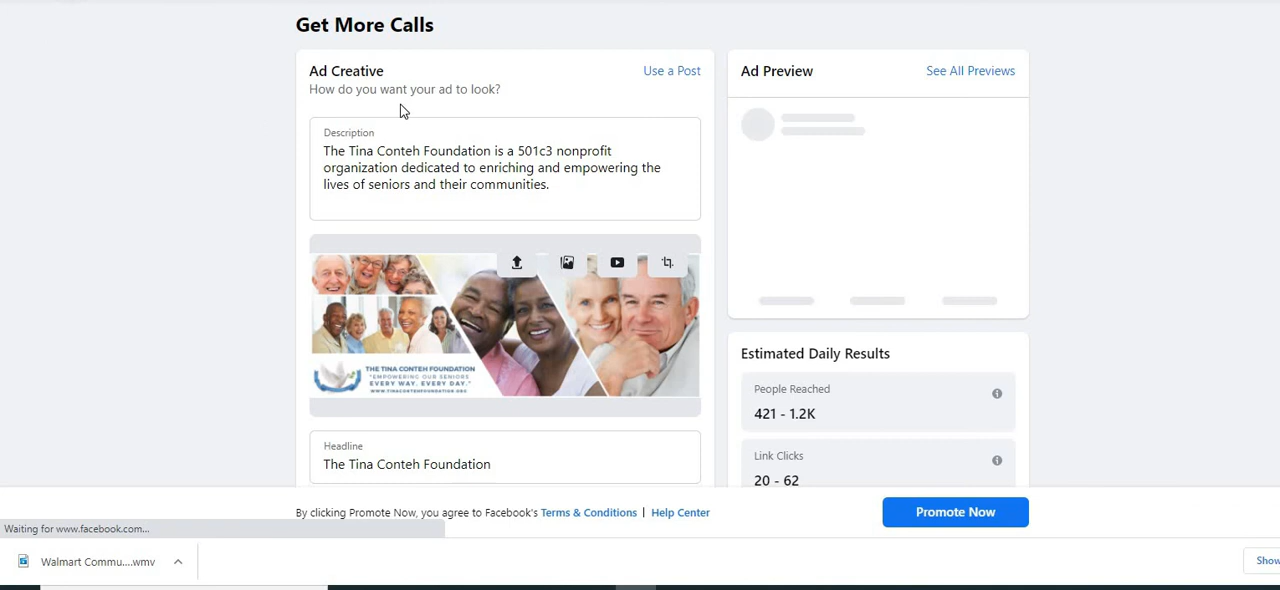 Get More Calls
Ad Creative
Use a Post
How do you want your ad to look?
Description
The Tina Conteh Foundation is a 501c3 nonprofit
organization dedicated to enriching and empowering the
lives of seniors and their communities.
THE TINA CONTEH FOUNDATION
"EMPOWERING OUR SENIORS
EVERY WAY. EVERY DAY."
WWW.TINACONTEHFOUNDATION.ORG
Headline
The Tina Conteh Foundation
Ad Preview
See All Previews
Estimated Daily Results
People Reached
421 - 1.2K
Link Clicks
20 - 62
By clicking Promote Now, you agree to Facebook's Terms & Conditions | Help Center
Promote Now
Waiting for www.facebook.com...
Walmart Commu....wmv
Show